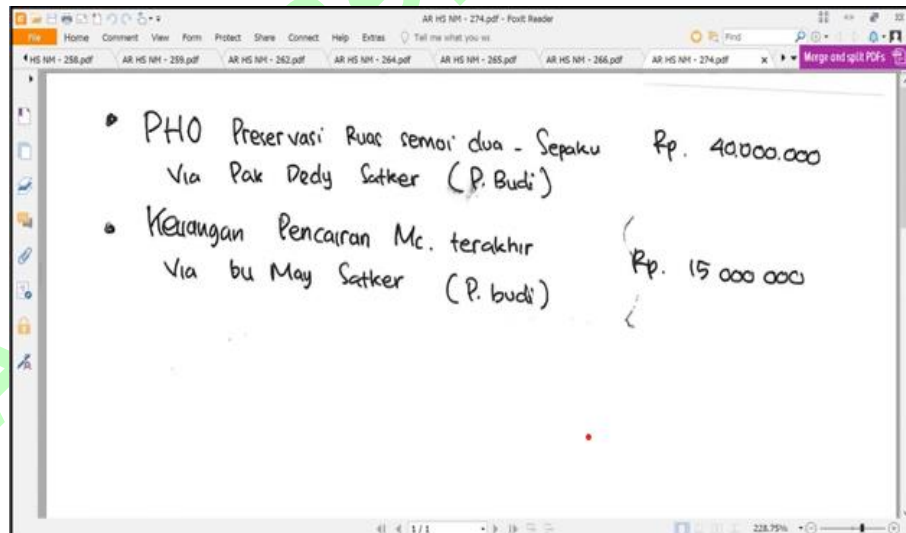 AR HS NM - 274.pdf - Foxit Reader
File Home Comment View Form Protect Share Connect Help Extras Tell me what you wa Find
HS NM - 258.pdf AR HS NM - 259.pdf AR HS NM - 262.pdf AR HS NM - 264.pdf AR HS NM - 265.pdf AR HS NM - 266.pdf AR HS NM - 274.pdf Merge and split PDFs
• PHO Preservasi Ruas semoi dua - Sepaku Rp. 40.000.000
Via Pak Dedy Satker (P. Budi)
• Keuangan Pencairan Mc. terakhir
Via bu May Satker (P. budi) Rp. 15 000 000
1 / 1 228.75%